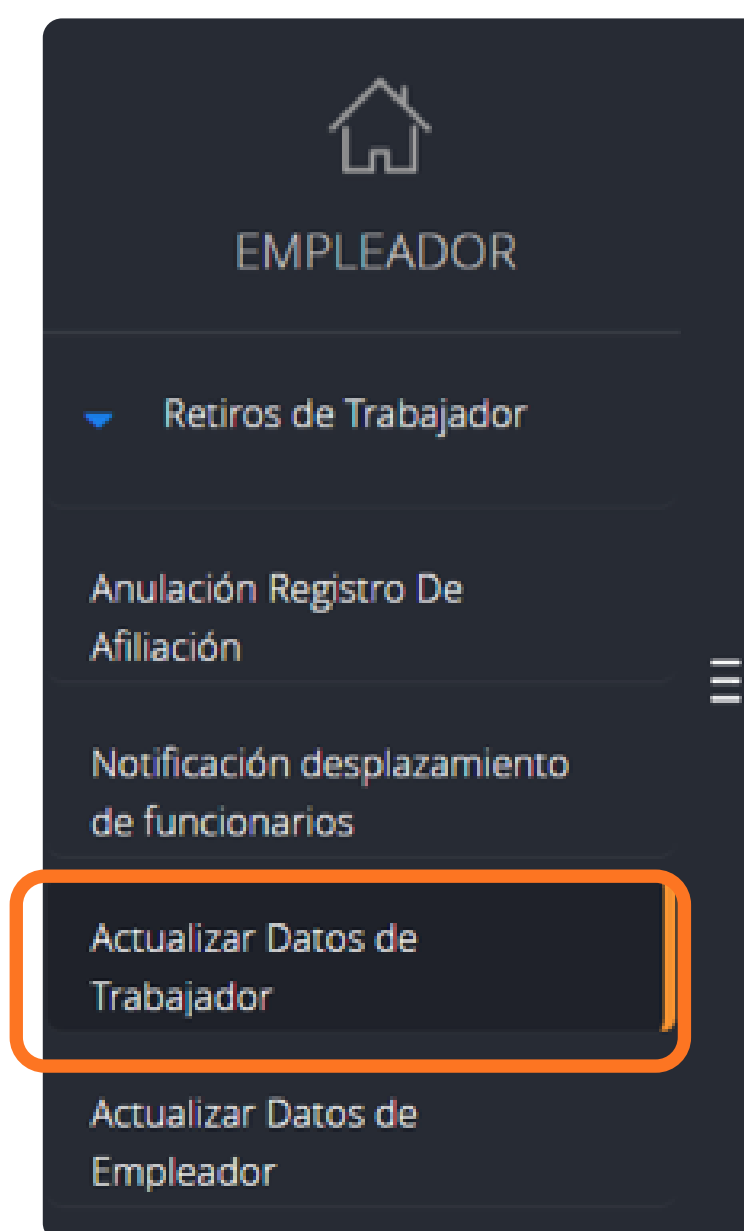 EMPLEADOR
Retiros de Trabajador
Anulación Registro De
Afiliación
Notificación desplazamiento
de funcionarios
Actualizar Datos de
Trabajador
Actualizar Datos de
Empleador